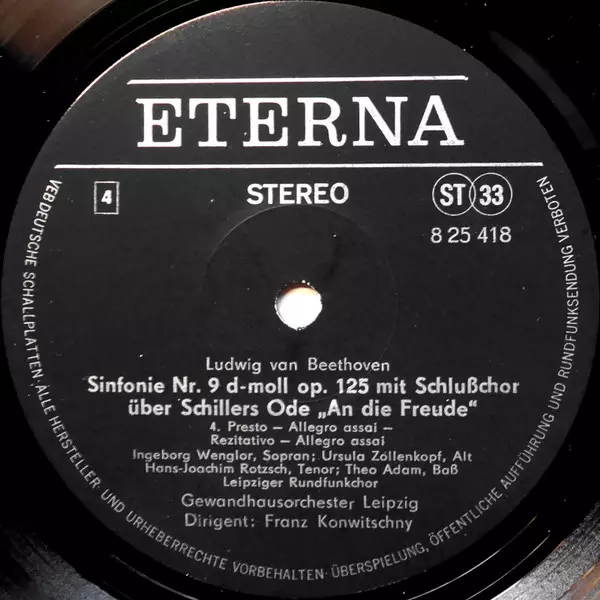 ETERNA
4
STEREO
ST 33
8 25 418
Ludwig van Beethoven
Sinfonie Nr. 9 d-moll op. 125 mit Schlußchor
über Schillers Ode „An die Freude“
4. Presto — Allegro assai —
Rezitativo — Allegro assai
Ingeborg Wenglor, Sopran; Ursula Zollenkopf, Alt
Hans-Joachim Rotzsch, Tenor; Theo Adam, Baß
Leipziger Rundfunkchor
Gewandhausorchester Leipzig
Dirigent: Franz Konwitschny
VEB DEUTSCHE SCHALLPLATTEN · ALLE HERSTELLER- UND URHEBERRECHTE VORBEHALTEN · ÜBERSPIELUNG, ÖFFENTLICHE AUFFÜHRUNG UND RUNDFUNKSENDUNG VERBOTEN